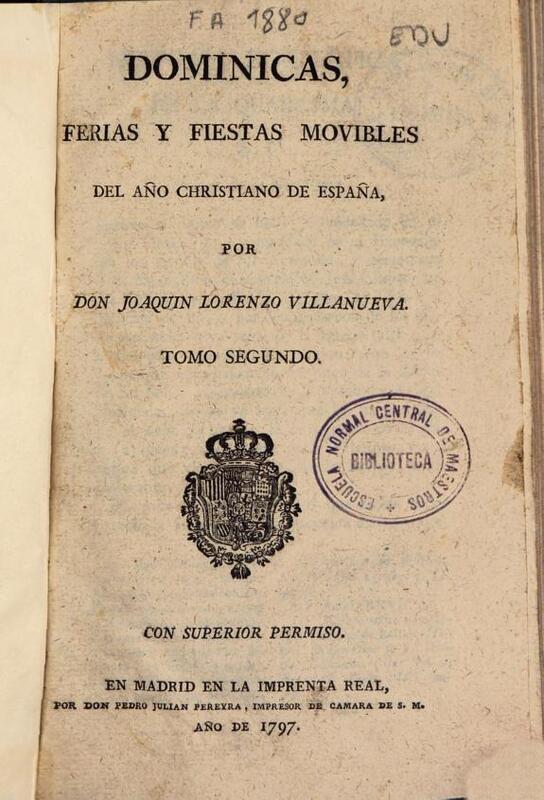 FA 1880
EDU
DOMINICAS,
FERIAS Y FIESTAS MOVIBLES
DEL AÑO CHRISTIANO DE ESPAÑA,
POR
DON JOAQUIN LORENZO VILLANUEVA.
TOMO SEGUNDO.
ESCUELA NORMAL CENTRAL DE MAESTROS
BIBLIOTECA
CON SUPERIOR PERMISO.
EN MADRID EN LA IMPRENTA REAL,
POR DON PEDRO JULIAN PEREYRA, IMPRESOR DE CAMARA DE S. M.
AÑO DE 1797.